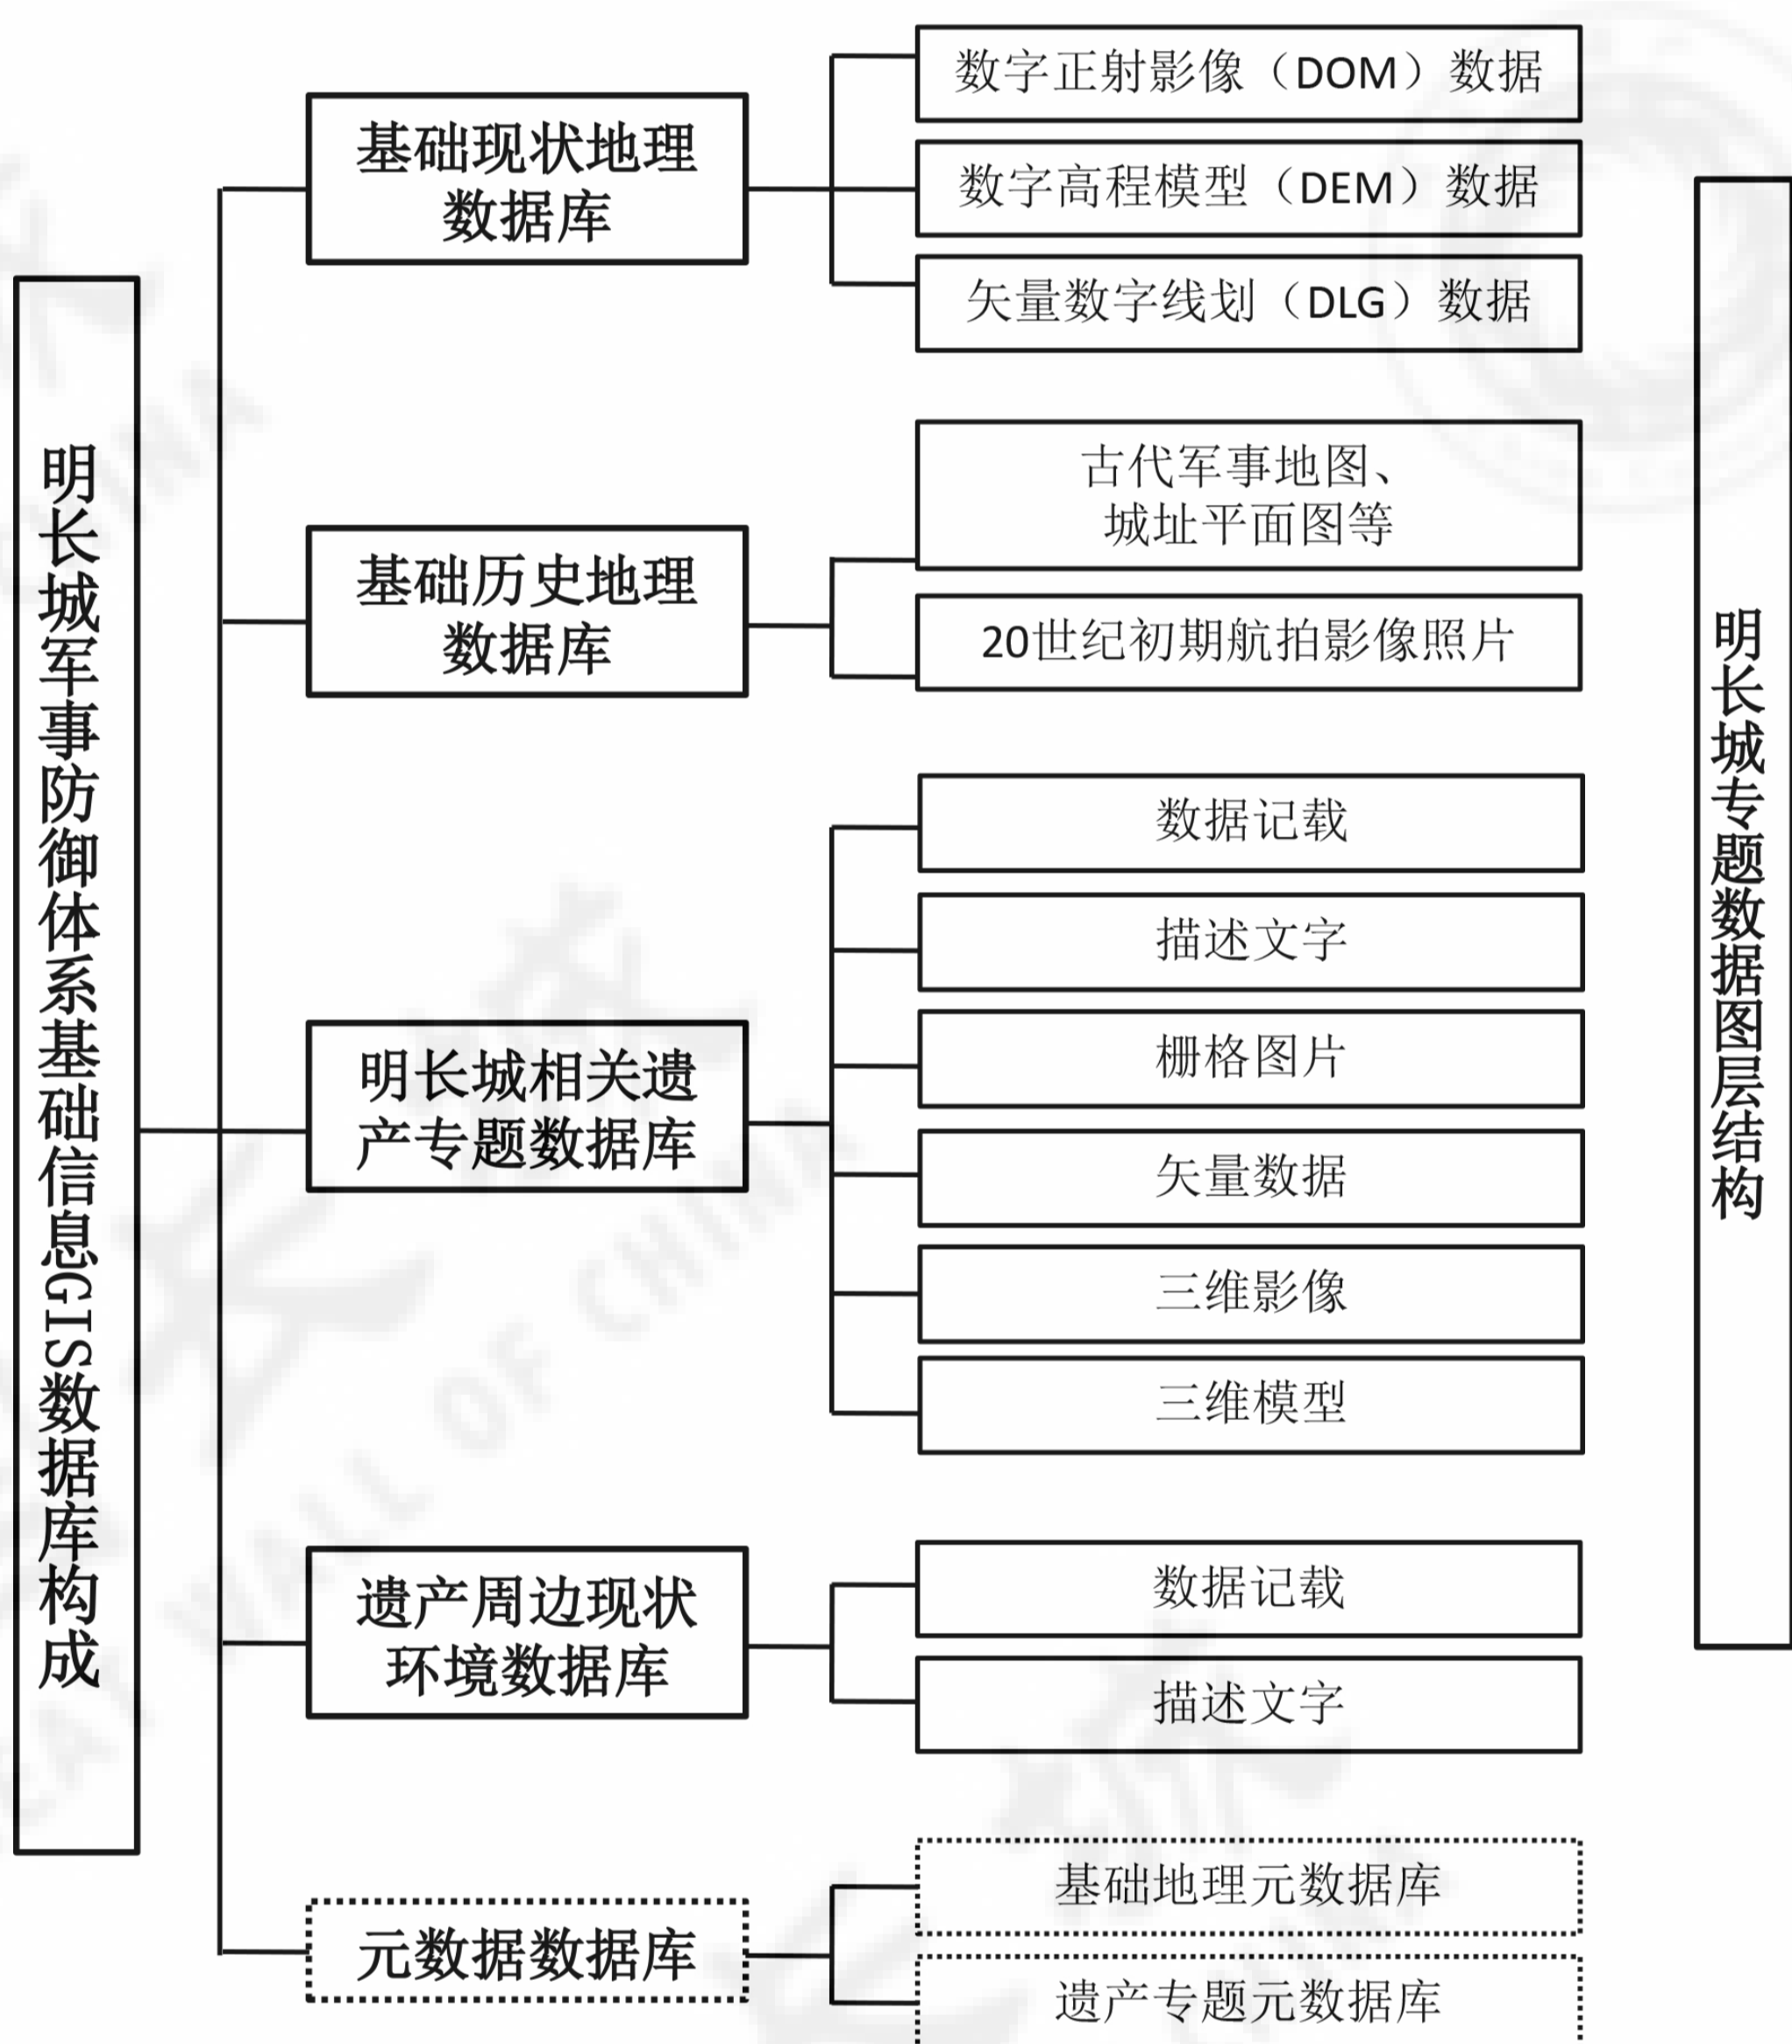 明长城军事防御体系基础信息GIS数据库构成
基础现状地理
数据库
数字正射影像（DOM）数据
数字高程模型（DEM）数据
矢量数字线划（DLG）数据
基础历史地理
数据库
古代军事地图、
城址平面图等
20世纪初期航拍影像照片
明长城相关遗
产专题数据库
数据记载
描述文字
栅格图片
矢量数据
三维影像
三维模型
遗产周边现状
环境数据库
数据记载
描述文字
元数据数据库
基础地理元数据库
遗产专题元数据库
明长城专题数据图层结构
CHINA
WALL OF CHINA